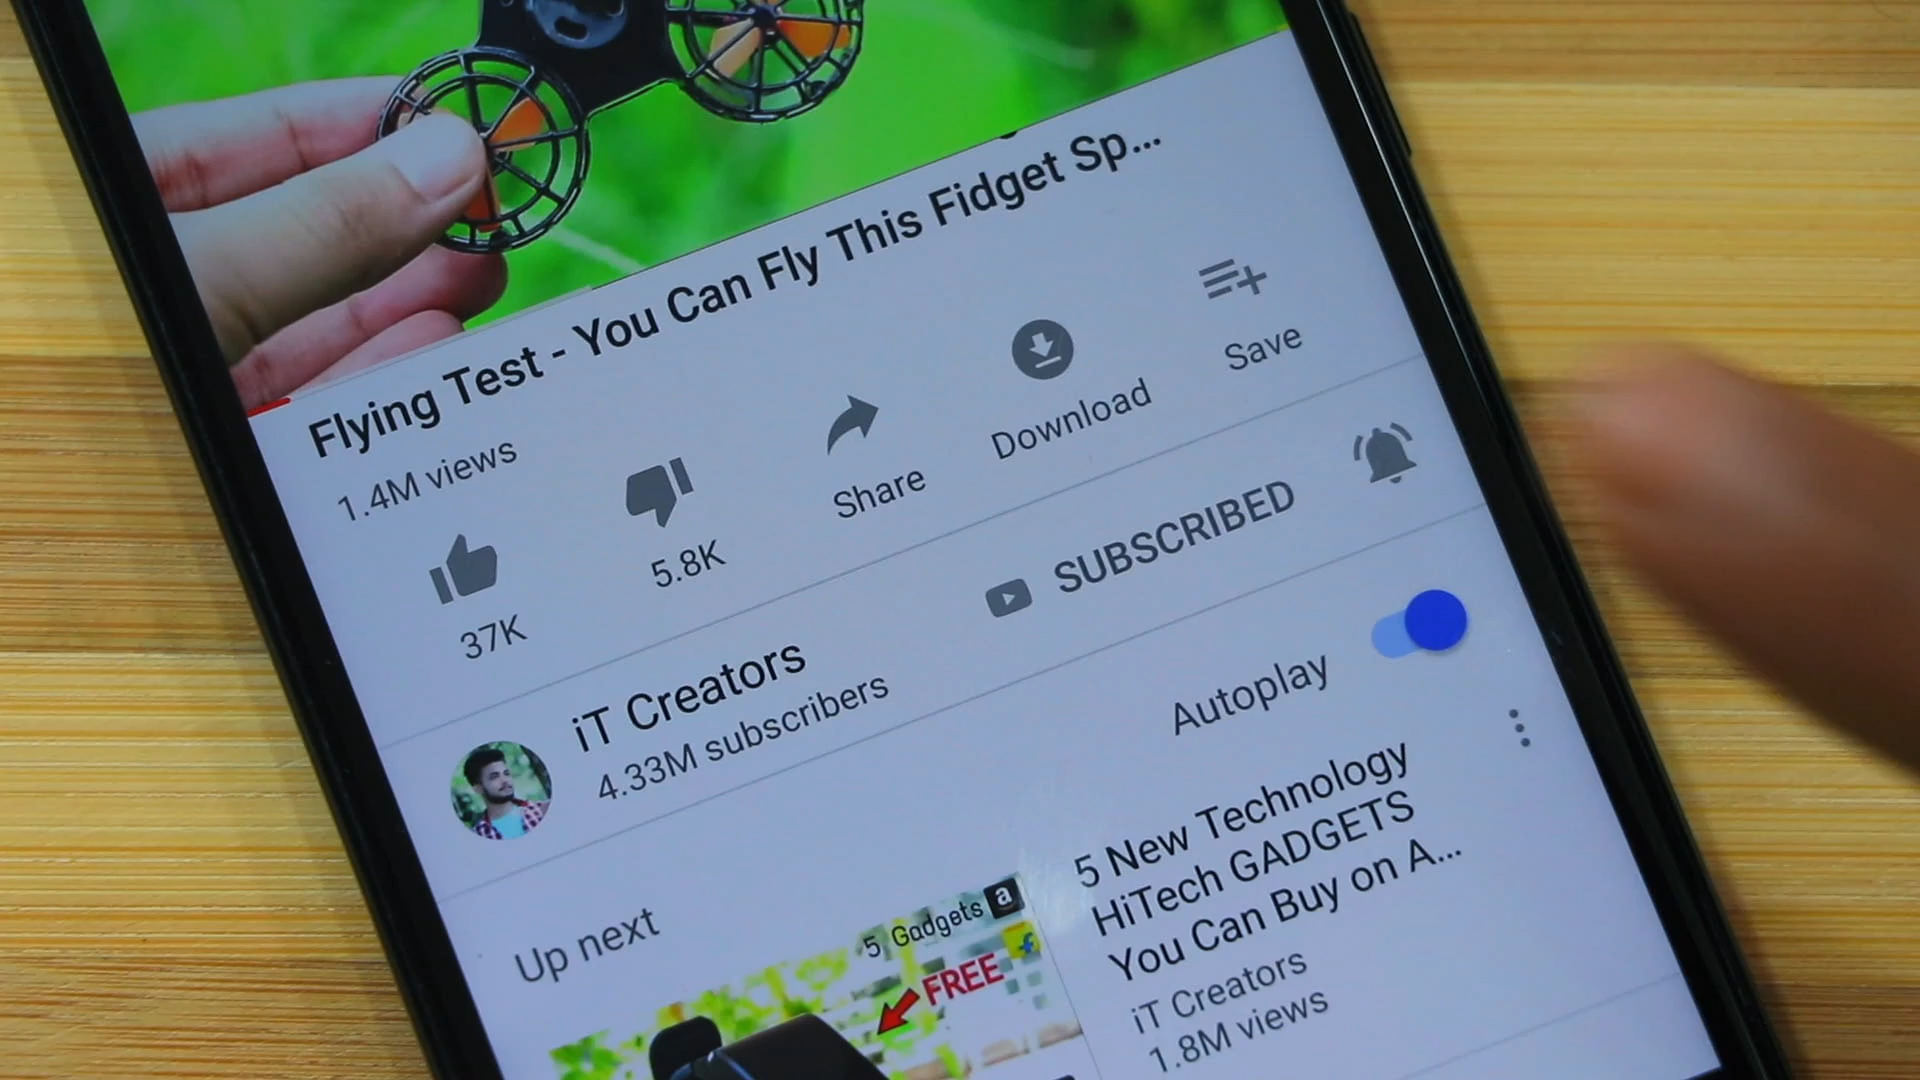 Flying Test - You Can Fly This Fidget Sp...
1.4M views
37K
5.8K
Share
Download
Save
iT Creators
4.33M subscribers
SUBSCRIBED
Up next
Autoplay
5 Gadgets a
FREE
5 New Technology
HiTech GADGETS
You Can Buy on A...
iT Creators
1.8M views